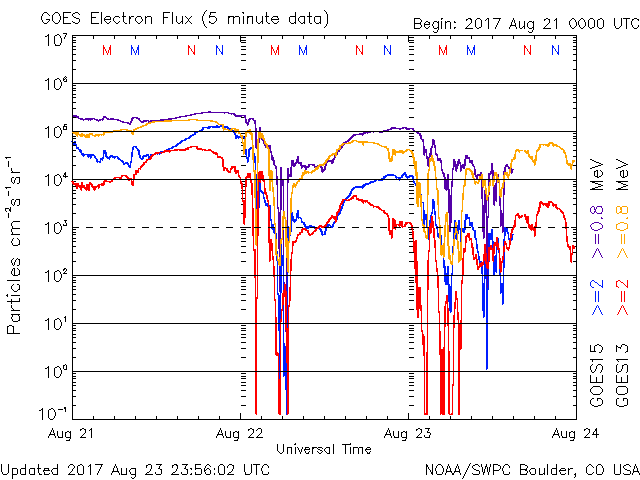 GOES Electron Flux (5 minute data)
Begin: 2017 Aug 21 0000 UTC
M M N N M M N N M M N N
10⁷
10⁶
10⁵
10⁴
10³
10²
10¹
10⁰
10⁻¹
Particles cm⁻²s⁻¹sr⁻¹
GOES15 >=2 >=0.8 MeV
GOES13 >=2 >=0.8 MeV
Aug 21 Aug 22 Aug 23 Aug 24
Universal Time
Updated 2017 Aug 23 23:56:02 UTC
NOAA/SWPC Boulder, CO USA